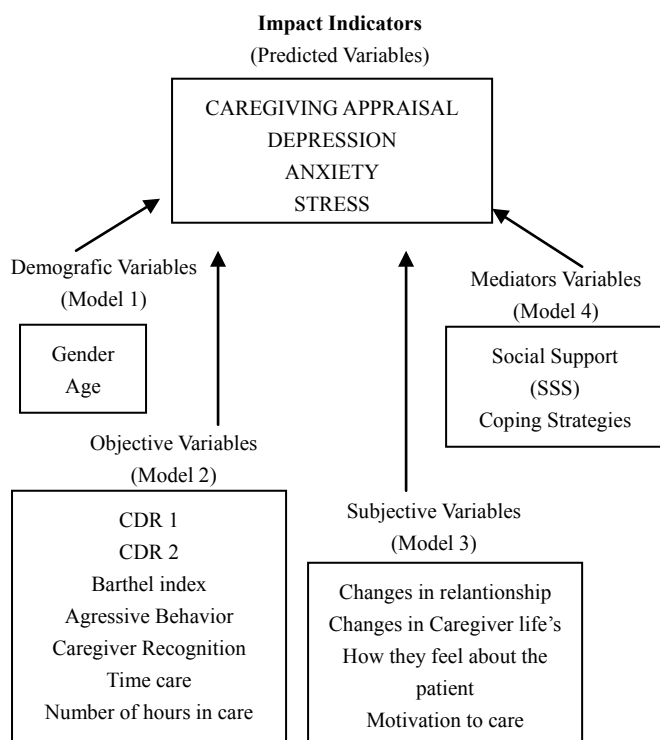 Impact Indicators
(Predicted Variables)
CAREGIVING APPRAISAL
DEPRESSION
ANXIETY
STRESS
Demografic Variables
(Model 1)
Gender
Age
Mediators Variables
(Model 4)
Social Support
(SSS)
Coping Strategies
Objective Variables
(Model 2)
CDR 1
CDR 2
Barthel index
Agressive Behavior
Caregiver Recognition
Time care
Number of hours in care
Subjective Variables
(Model 3)
Changes in relantionship
Changes in Caregiver life’s
How they feel about the
patient
Motivation to care